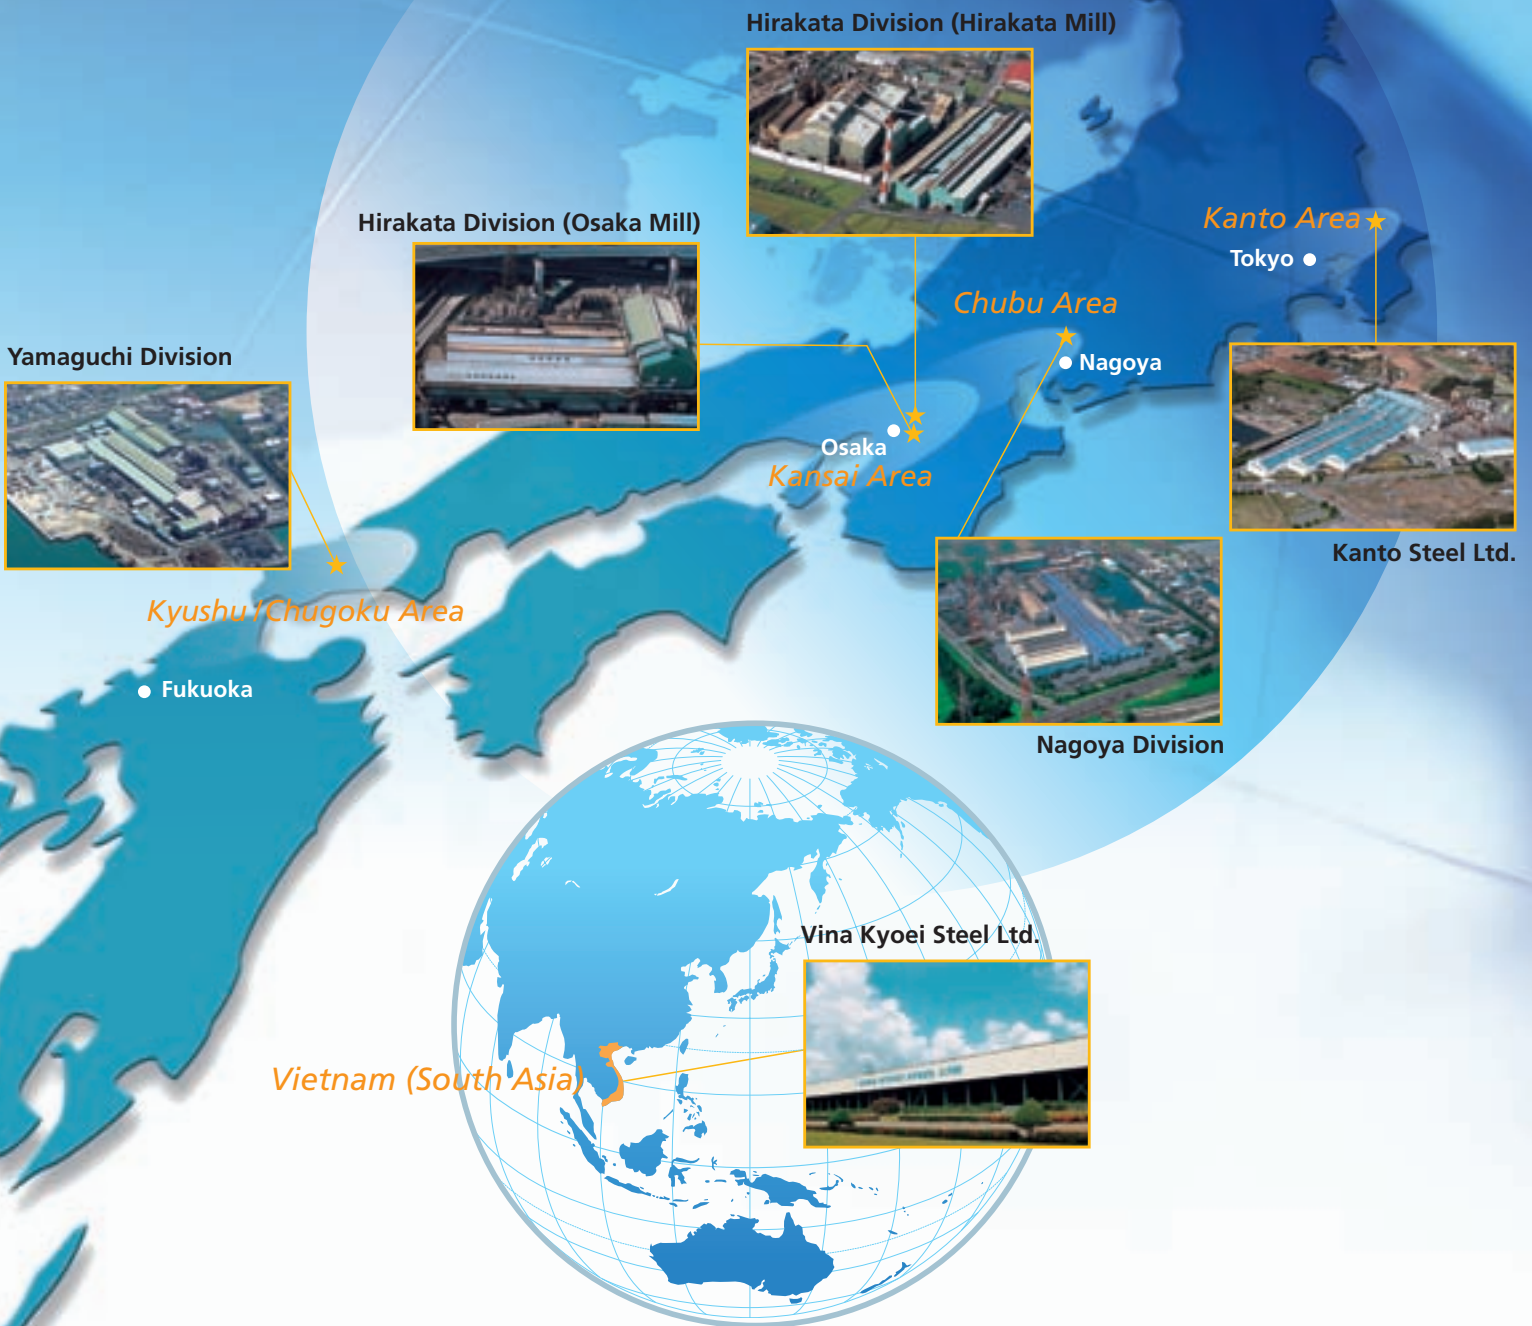 Hirakata Division (Hirakata Mill)
Hirakata Division (Osaka Mill)
Kanto Area
Tokyo
Chubu Area
Nagoya
Yamaguchi Division
Osaka
Kansai Area
Kanto Steel Ltd.
Kyushu/Chugoku Area
Fukuoka
Nagoya Division
Vina Kyoei Steel Ltd.
Vietnam (South Asia)